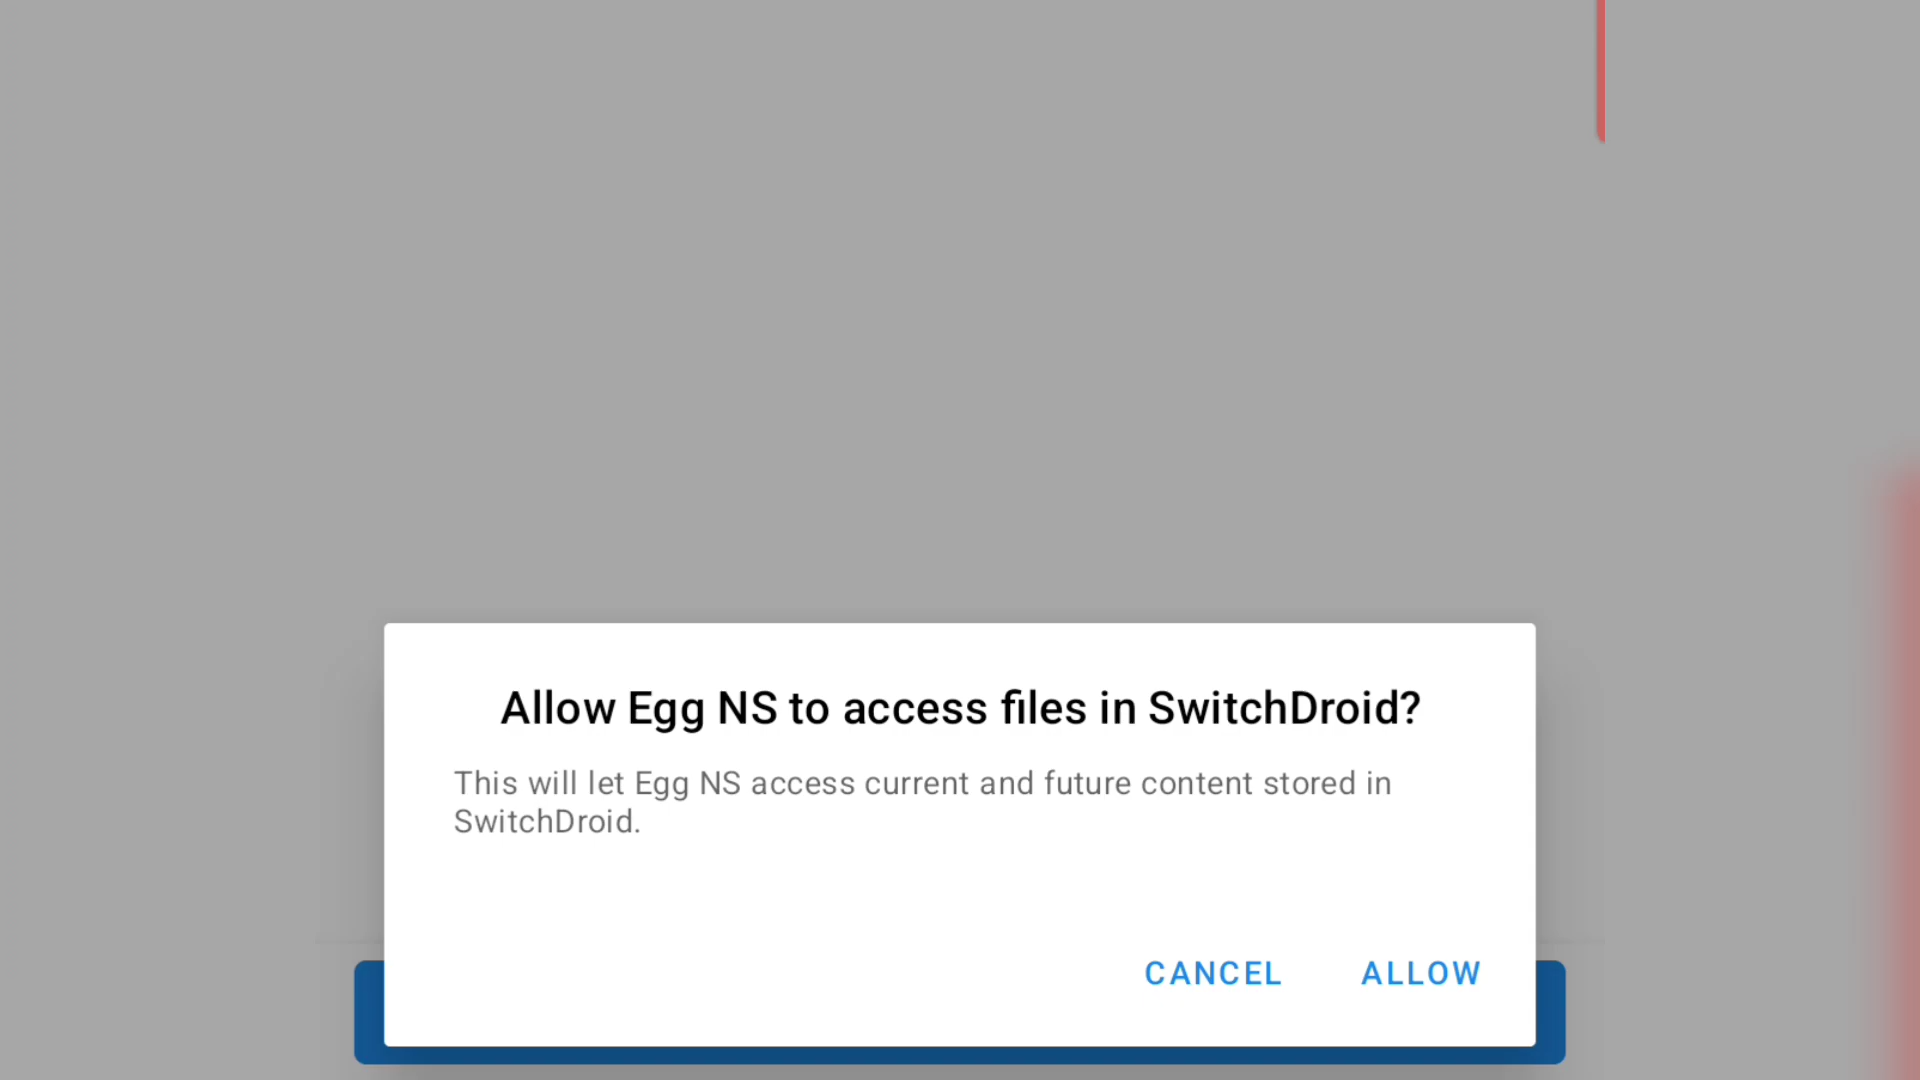 Allow Egg NS to access files in SwitchDroid?
This will let Egg NS access current and future content stored in
SwitchDroid.
CANCEL ALLOW